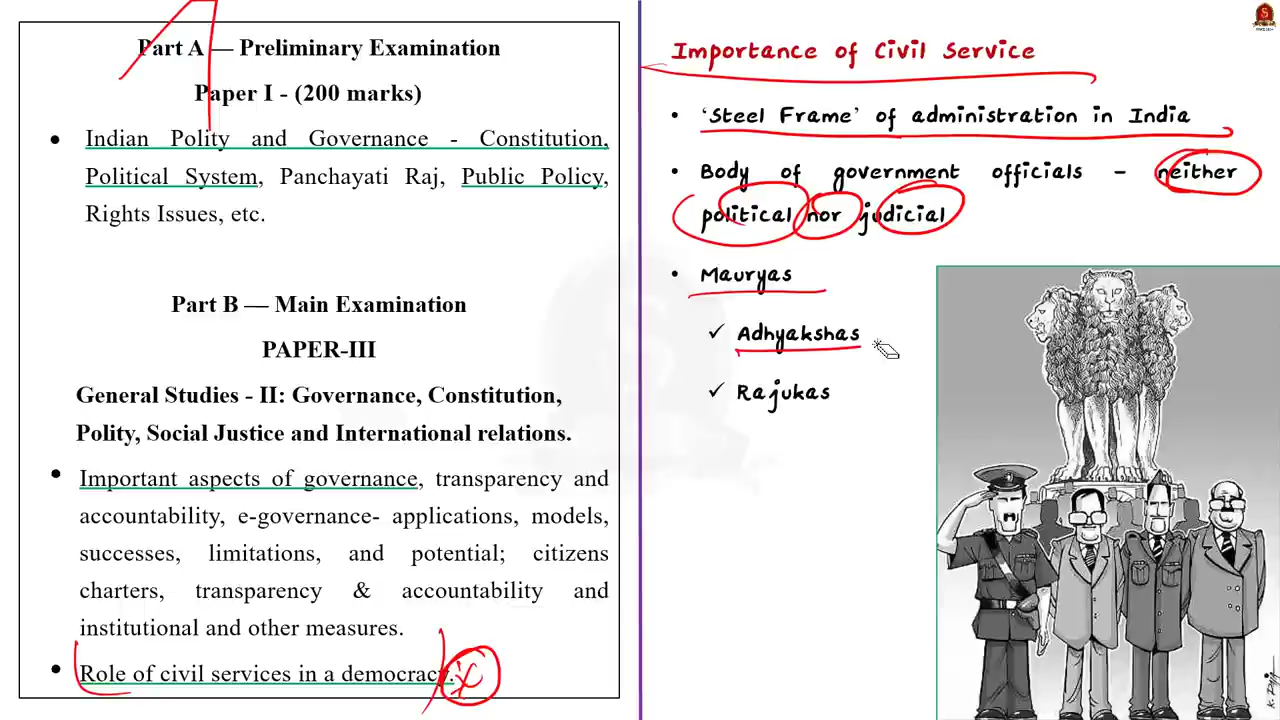 Part A — Preliminary Examination
Paper I - (200 marks)
• Indian Polity and Governance - Constitution,
Political System, Panchayati Raj, Public Policy,
Rights Issues, etc.
Part B — Main Examination
PAPER-III
General Studies - II: Governance, Constitution,
Polity, Social Justice and International relations.
• Important aspects of governance, transparency and
accountability, e-governance- applications, models,
successes, limitations, and potential; citizens
charters, transparency & accountability and
institutional and other measures.
• Role of civil services in a democracy.
Importance of Civil Service
• ‘Steel Frame’ of administration in India
• Body of government officials - neither
political nor judicial
• Mauryas
✓ Adhyakshas
✓ Rajukas